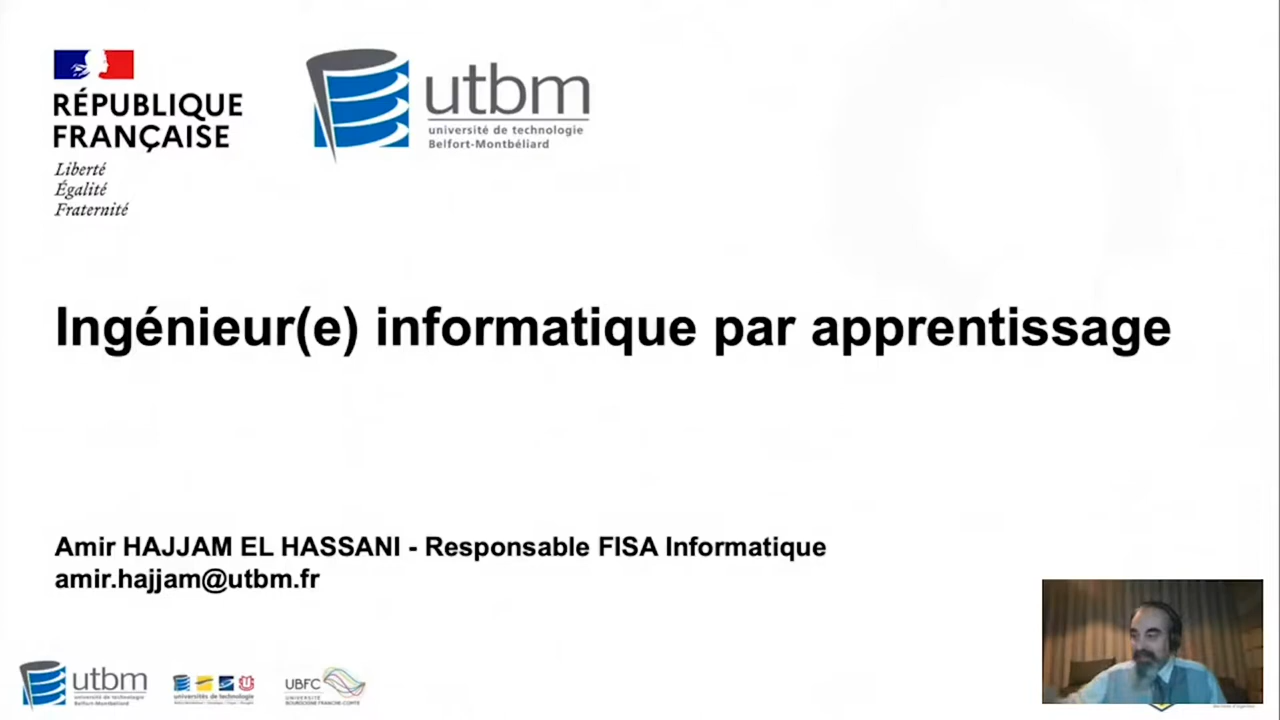 RÉPUBLIQUE
FRANÇAISE
Liberté
Égalité
Fraternité
utbm
université de technologie
Belfort-Montbéliard
Ingénieur(e) informatique par apprentissage
Amir HAJJAM EL HASSANI - Responsable FISA Informatique
amir.hajjam@utbm.fr
utbm
université de technologie
Belfort-Montbéliard
universités de technologie
UBFC
UNIVERSITÉ
BOURGOGNE FRANCHE-COMTÉ